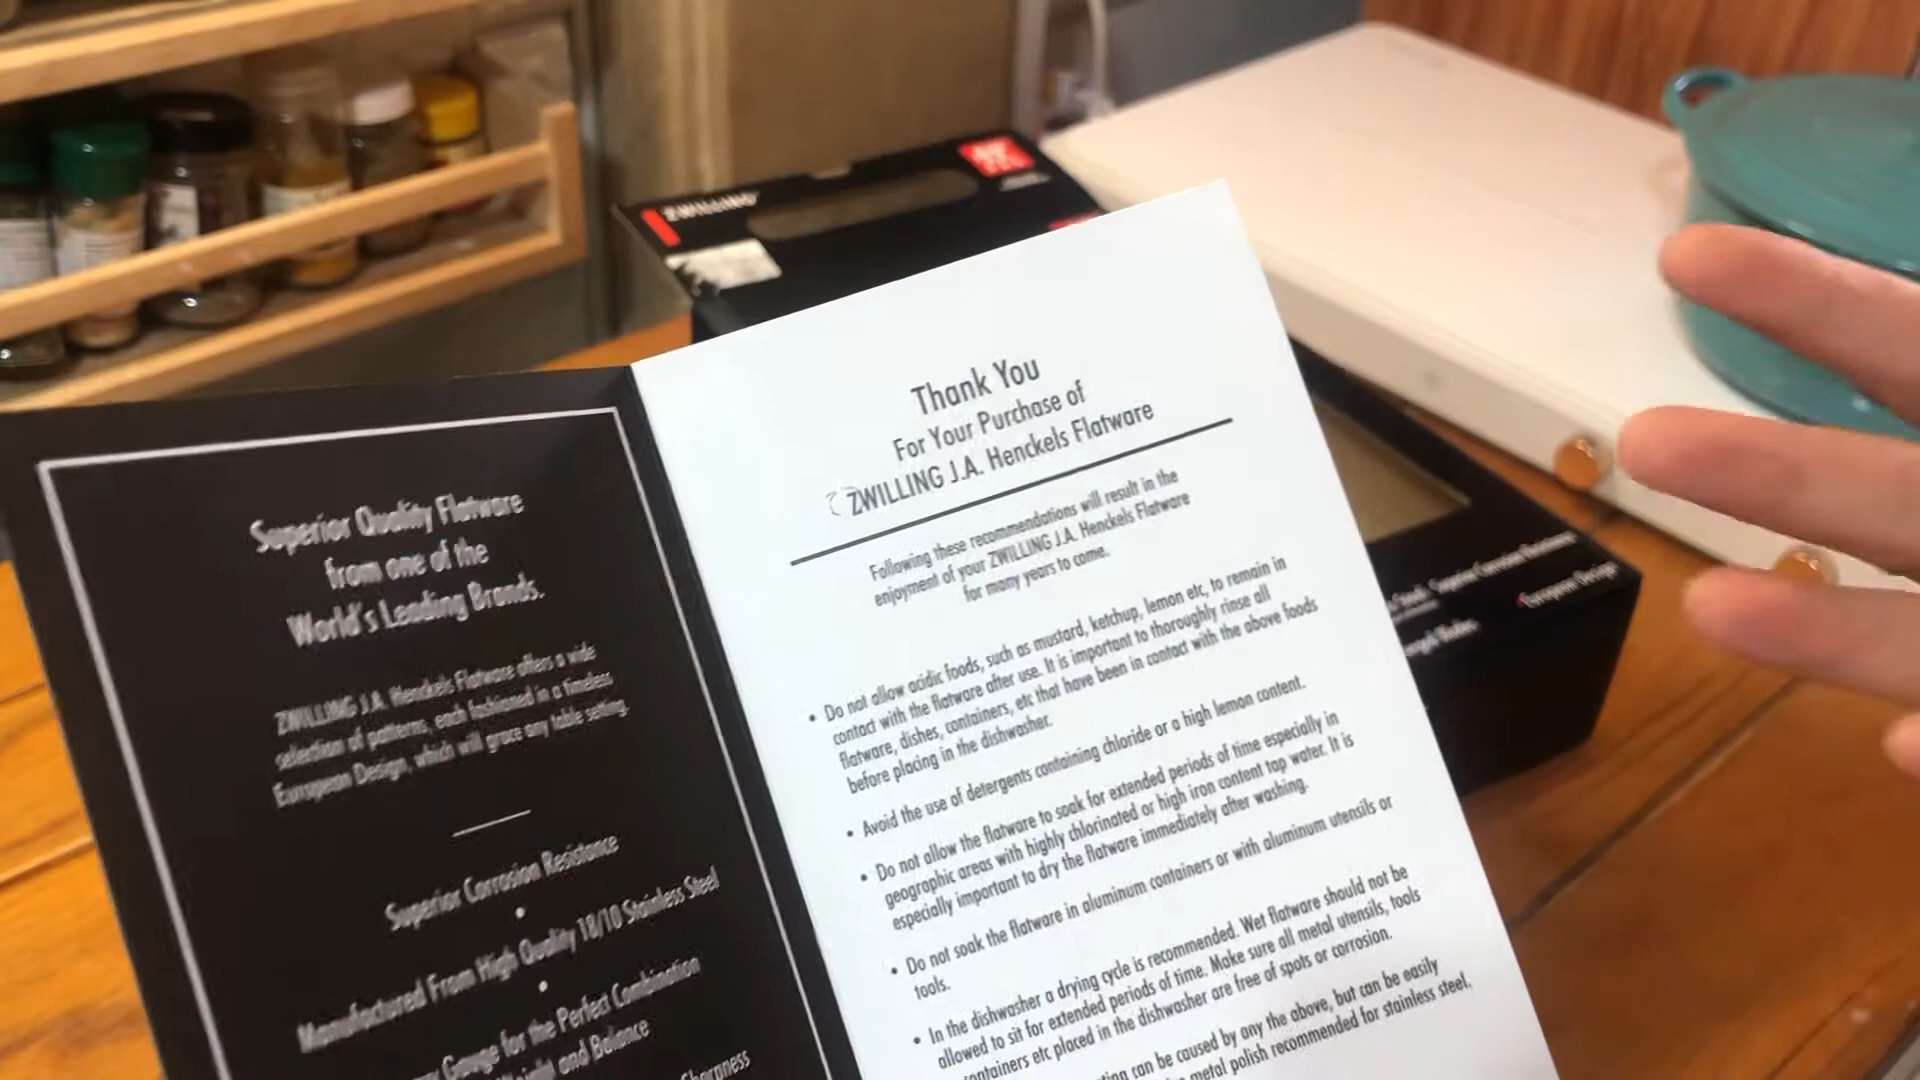 ZWILLING
Superior Quality Flatware
from one of the
World's Leading Brands.
ZWILLING J.A. Henckels Flatware offers a wide
selection of patterns, each fashioned in a timeless
European Design, which will grace any table setting.
Superior Corrosion Resistance
•
Manufactured From High Quality 18/10 Stainless Steel
•
Gauge for the Perfect Combination
Weight and Balance
Sharpness
Thank You
For Your Purchase of
ZWILLING J.A. Henckels Flatware
Following these recommendations will result in the
enjoyment of your ZWILLING J.A. Henckels Flatware
for many years to come.
• Do not allow acidic foods, such as mustard, ketchup, lemon etc, to remain in
contact with the flatware after use. It is important to thoroughly rinse all
flatware, dishes, containers, etc that have been in contact with the above foods
before placing in the dishwasher.
• Avoid the use of detergents containing chloride or a high lemon content.
• Do not allow the flatware to soak for extended periods of time especially in
geographic areas with highly chlorinated or high iron content tap water. It is
especially important to dry the flatware immediately after washing.
• Do not soak the flatware in aluminum containers or with aluminum utensils or
tools.
• In the dishwasher a drying cycle is recommended. Wet flatware should not be
allowed to sit for extended periods of time. Make sure all metal utensils, tools
containers etc placed in the dishwasher are free of spots or corrosion.
can be caused by any the above, but can be easily
metal polish recommended for stainless steel.
Superior Corrosion Resistance
European Design